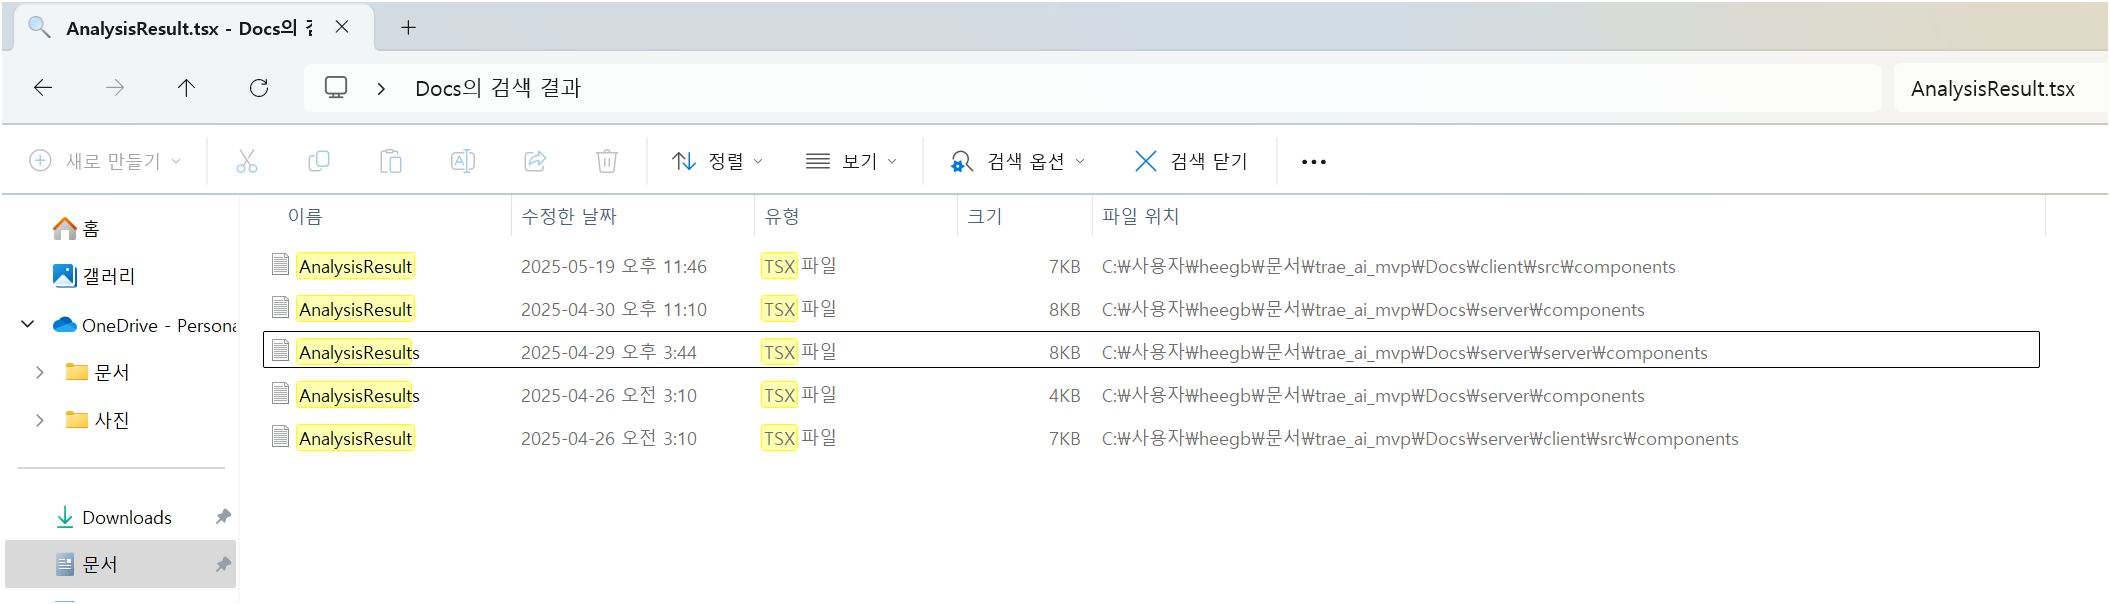 AnalysisResult.tsx - Docs의
Docs의 검색 결과
AnalysisResult.tsx
새로 만들기
정렬
보기
검색 옵션
검색 닫기
홈
갤러리
OneDrive - Persona
문서
사진
Downloads
문서
이름 수정한 날짜 유형 크기 파일 위치
AnalysisResult 2025-05-19 오후 11:46 TSX 파일 7KB C:₩사용자₩heegb₩문서₩trae_ai_mvp₩Docs₩client₩src₩components
AnalysisResult 2025-04-30 오후 11:10 TSX 파일 8KB C:₩사용자₩heegb₩문서₩trae_ai_mvp₩Docs₩server₩components
AnalysisResults 2025-04-29 오후 3:44 TSX 파일 8KB C:₩사용자₩heegb₩문서₩trae_ai_mvp₩Docs₩server₩server₩components
AnalysisResults 2025-04-26 오전 3:10 TSX 파일 4KB C:₩사용자₩heegb₩문서₩trae_ai_mvp₩Docs₩server₩components
AnalysisResult 2025-04-26 오전 3:10 TSX 파일 7KB C:₩사용자₩heegb₩문서₩trae_ai_mvp₩Docs₩server₩client₩src₩components